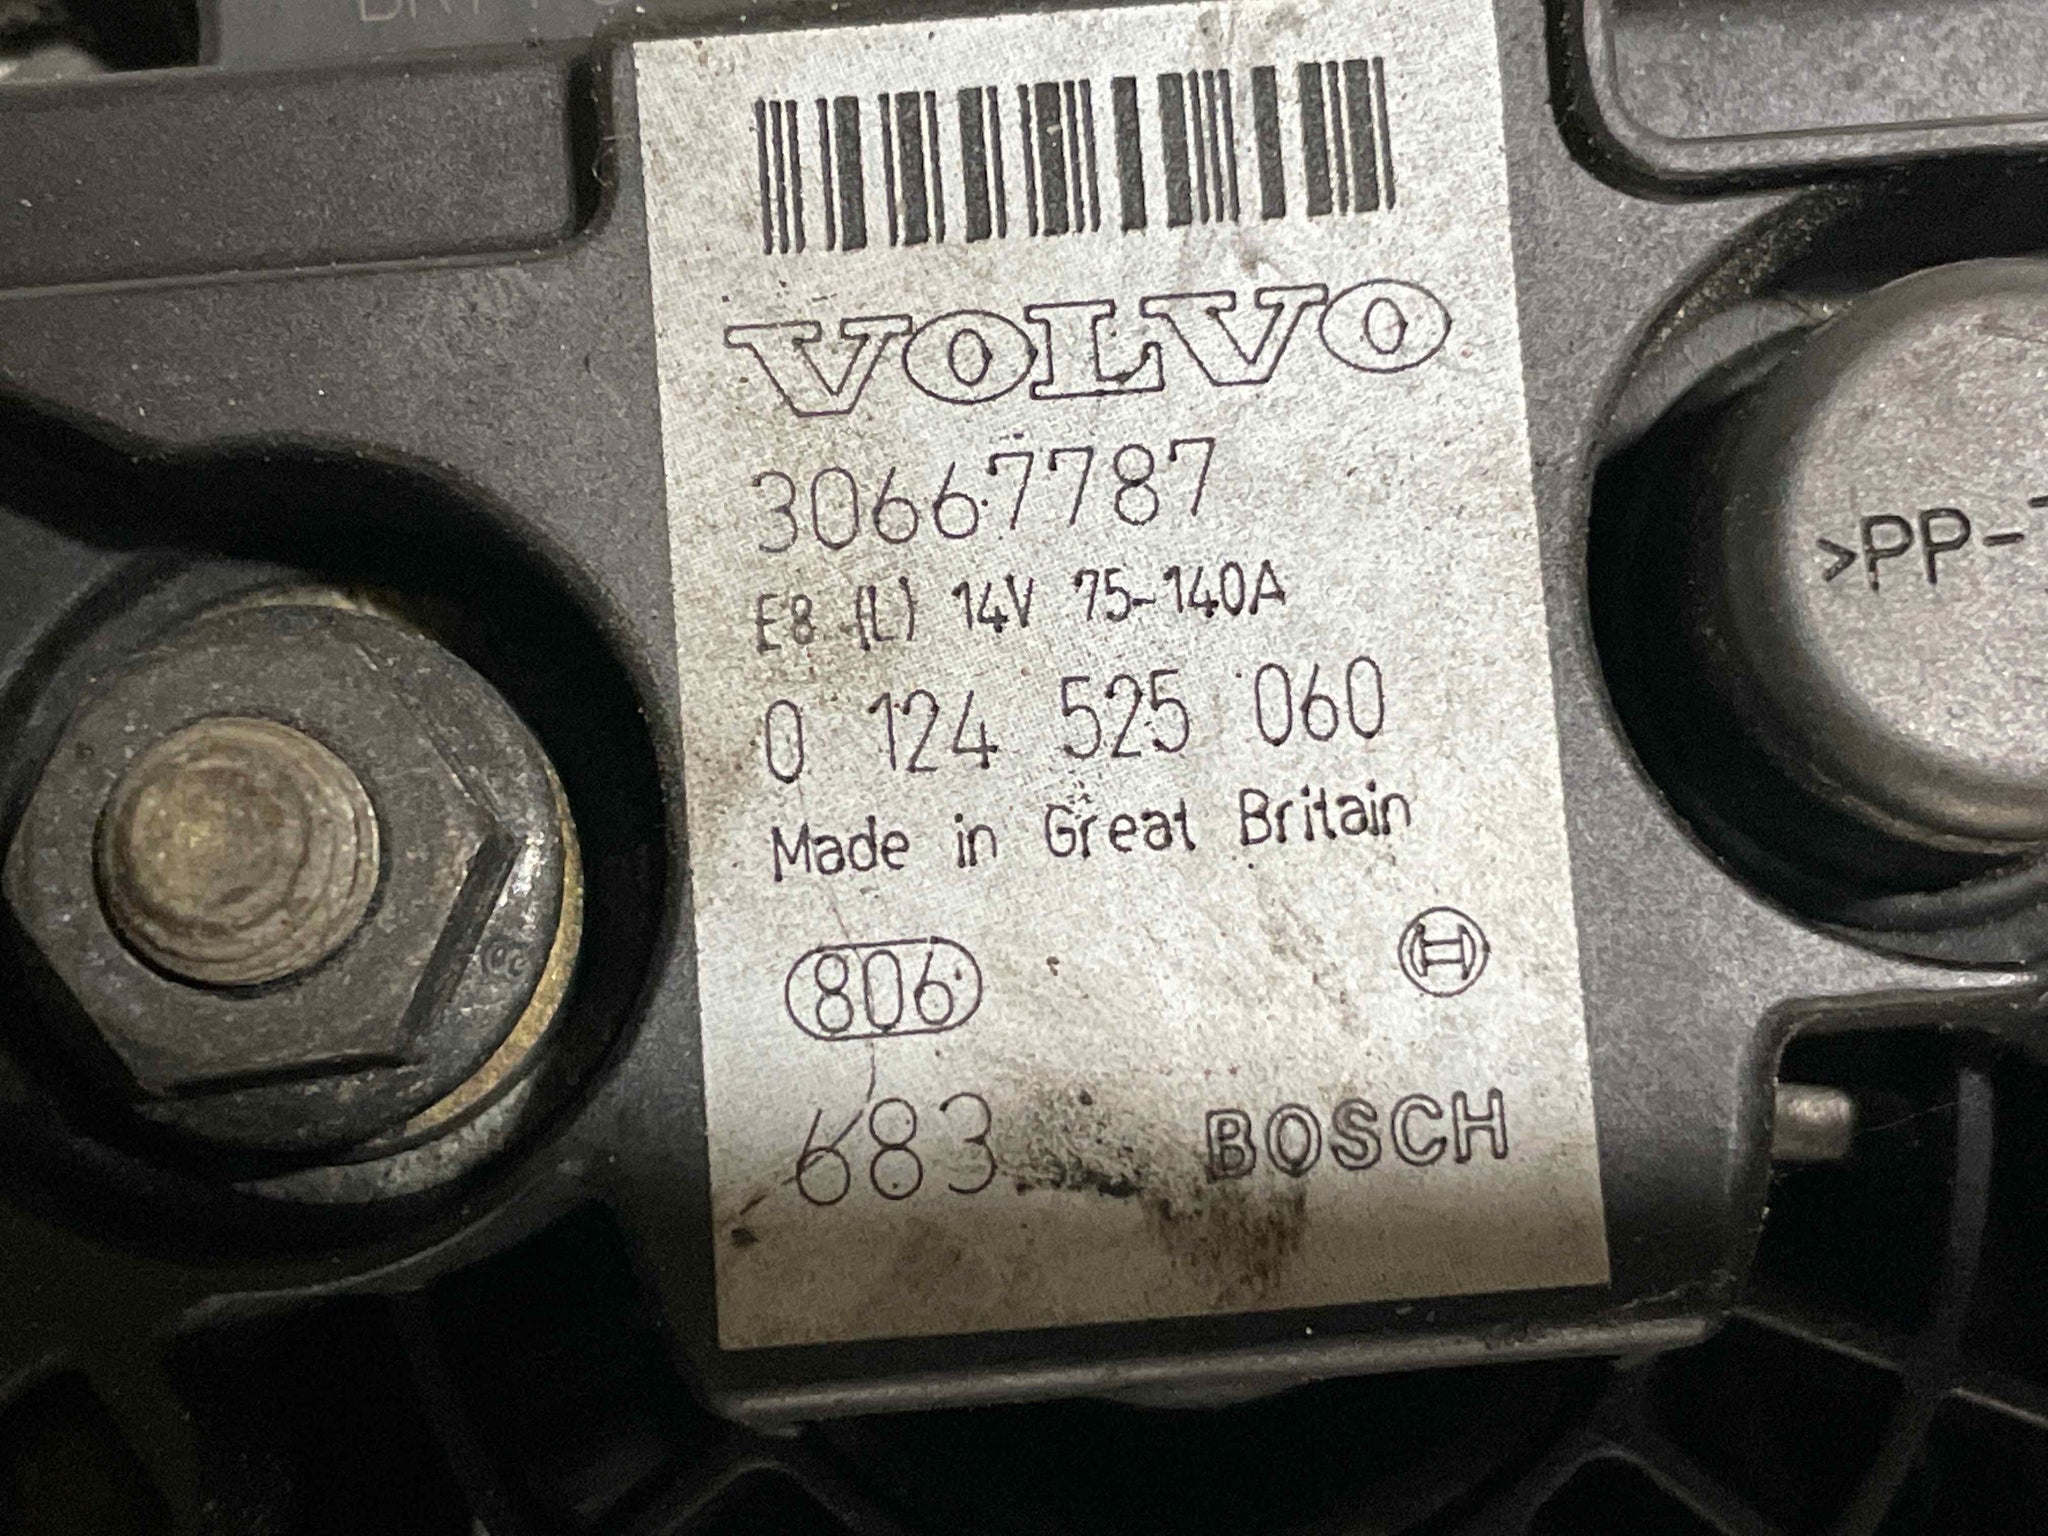 VOLVO
30667787
E8 (L) 14V 75-140A
0 124 525 060
Made in Great Britain
806
683 BOSCH
>PP-